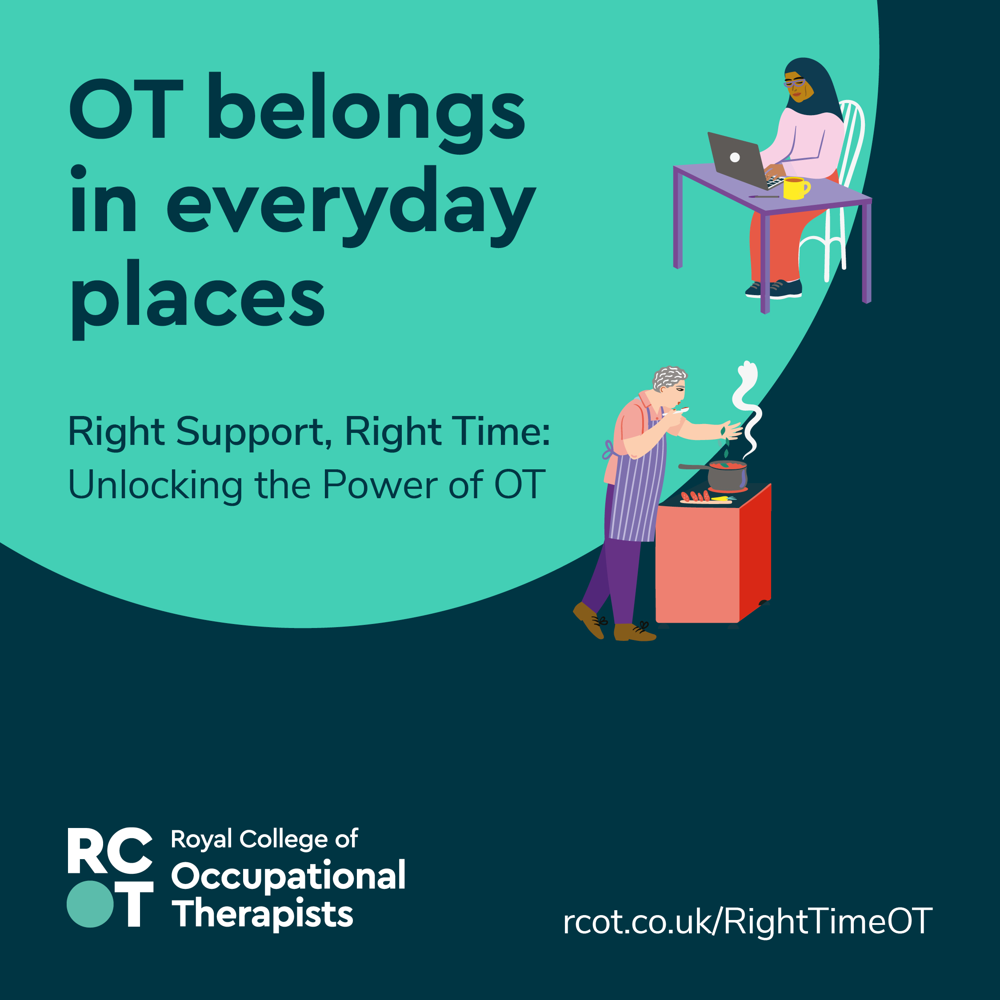 OT belongs
in everyday
places
Right Support, Right Time:
Unlocking the Power of OT
RC
OT
Royal College of
Occupational
Therapists
rcot.co.uk/RightTimeOT